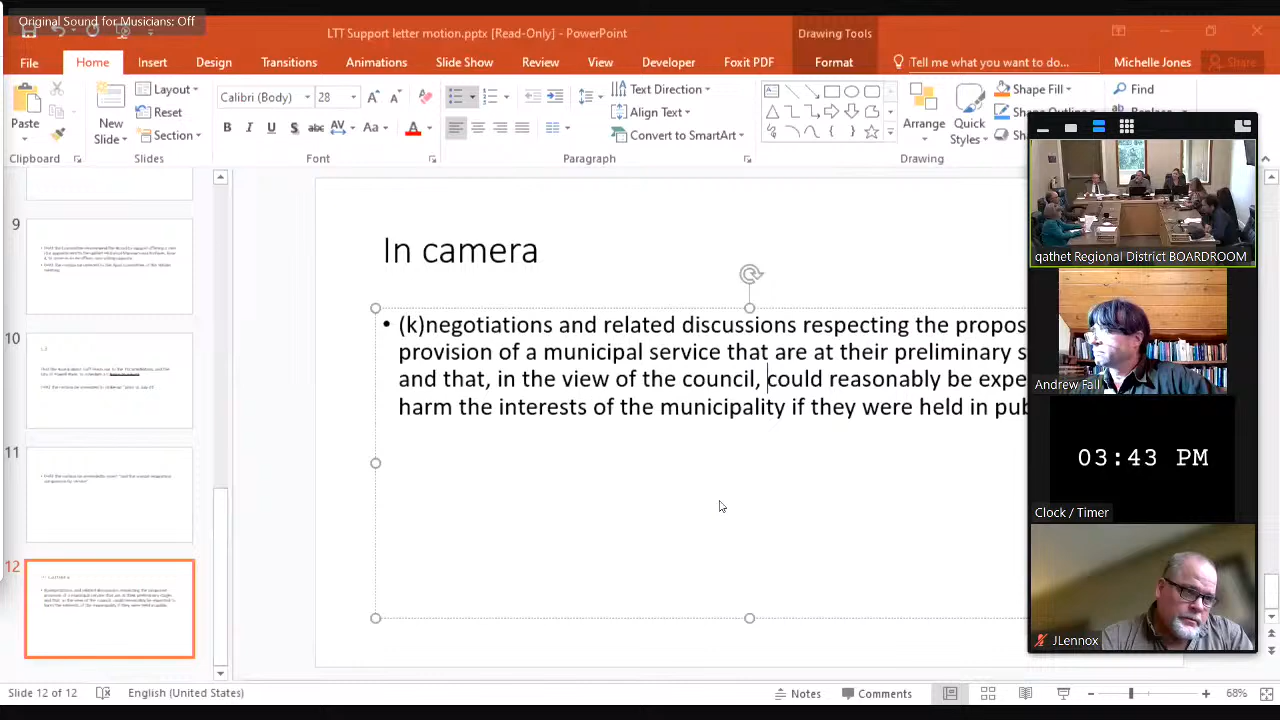 Original Sound for Musicians: Off
LTT Support letter motion.pptx [Read-Only] - PowerPoint
Drawing Tools
File Home Insert Design Transitions Animations Slide Show Review View Developer Foxit PDF Format Tell me what you want to do... Michelle Jones Share
Paste
Clipboard
New Slide
Layout
Reset
Section
Slides
Calibri (Body) 28
B I U S abc AV Aa A
Font
Text Direction
Align Text
Convert to SmartArt
Paragraph
Arrange
Quick Styles
Shape Fill
Shape Outline
Sh
Drawing
Find
9
10
11
12
In camera
• (k)negotiations and related discussions respecting the propos
provision of a municipal service that are at their preliminary s
and that, in the view of the council, could reasonably be expe
harm the interests of the municipality if they were held in pub
qathet Regional District BOARDROOM
Andrew Fall
03:43 PM
Clock / Timer
JLennox
Slide 12 of 12 English (United States) Notes Comments 68%